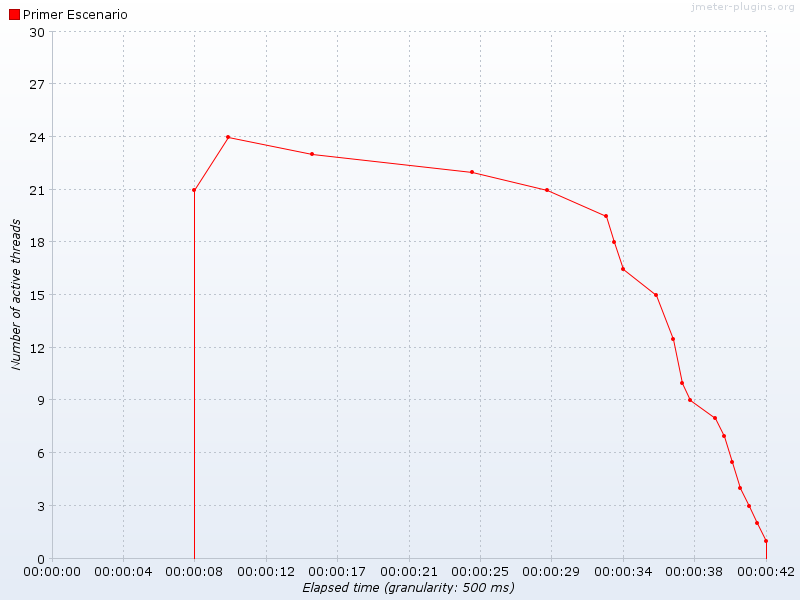 jmeter-plugins.org
Primer Escenario
30
27
24
21
18
15
12
9
6
3
0
Number of active threads
00:00:00 00:00:04 00:00:08 00:00:12 00:00:17 00:00:21 00:00:25 00:00:29 00:00:34 00:00:38 00:00:42
Elapsed time (granularity: 500 ms)